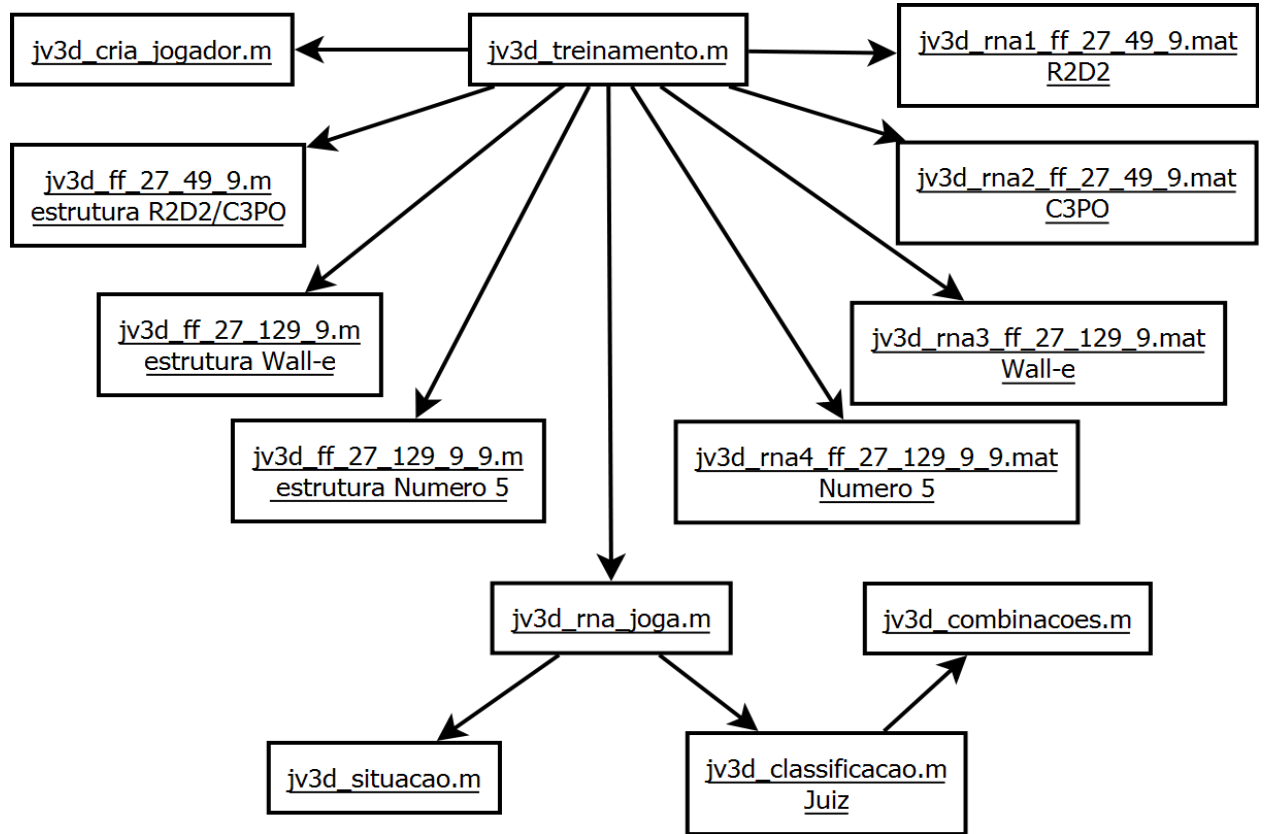 jv3d_cria_jogador.m
jv3d_treinamento.m
jv3d_rna1_ff_27_49_9.mat
R2D2
jv3d_ff_27_49_9.m
estrutura R2D2/C3PO
jv3d_rna2_ff_27_49_9.mat
C3PO
jv3d_ff_27_129_9.m
estrutura Wall-e
jv3d_rna3_ff_27_129_9.mat
Wall-e
jv3d_ff_27_129_9_9.m
estrutura Numero 5
jv3d_rna4_ff_27_129_9_9.mat
Numero 5
jv3d_rna_joga.m
jv3d_combinacoes.m
jv3d_situacao.m
jv3d_classificacao.m
Juiz